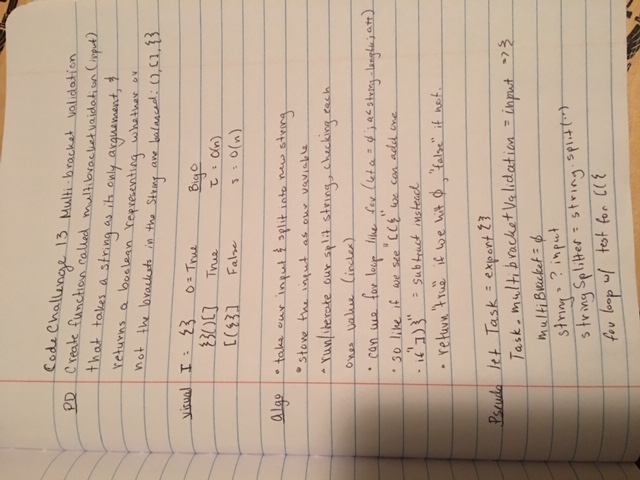 Code Challenge 13 Multi-bracket validation
PD Create function called multibracketvaidation (input)
that takes a string as its only arguement, &
returns a boolean representing whether or
not the brackets in the String are balanced: (), [], {}
visual I = {} O = True Big O
{}()[] True T = O(n)
[({}] False S = O(n)
algo • take our input & split into new string
• store the input as our variable
• run/iterate our split string, checking each
ones value (index)
• can use for loop like for (let a = 0; a < string-length; a++)
• so like if we see "[({" we can add one
• if "])}" = subtract instead
• return "true" if we hit 0, "false" if not.
Pseudo let Task = export {}
Task.multibracketValidation = input => {
multiBracket = 0
string = ? input
stringSplitter = string.split('')
for loop w/ test for [({